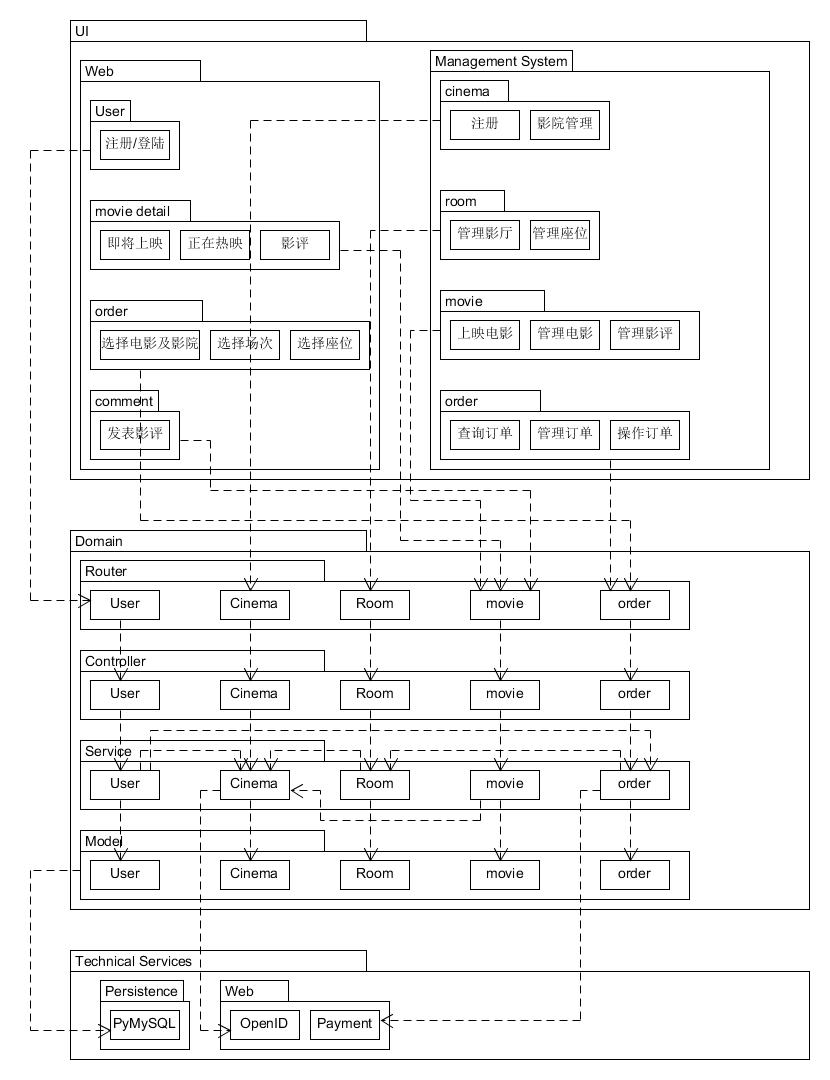 UI
Web
User
注册/登陆
movie detail
即将上映
正在热映
影评
order
选择电影及影院
选择场次
选择座位
comment
发表影评
Management System
cinema
注册
影院管理
room
管理影厅
管理座位
movie
上映电影
管理电影
管理影评
order
查询订单
管理订单
操作订单
Domain
Router
User
Cinema
Room
movie
order
Controller
User
Cinema
Room
movie
order
Service
User
Cinema
Room
movie
order
Model
User
Cinema
Room
movie
order
Technical Services
Persistence
PyMySQL
Web
OpenID
Payment